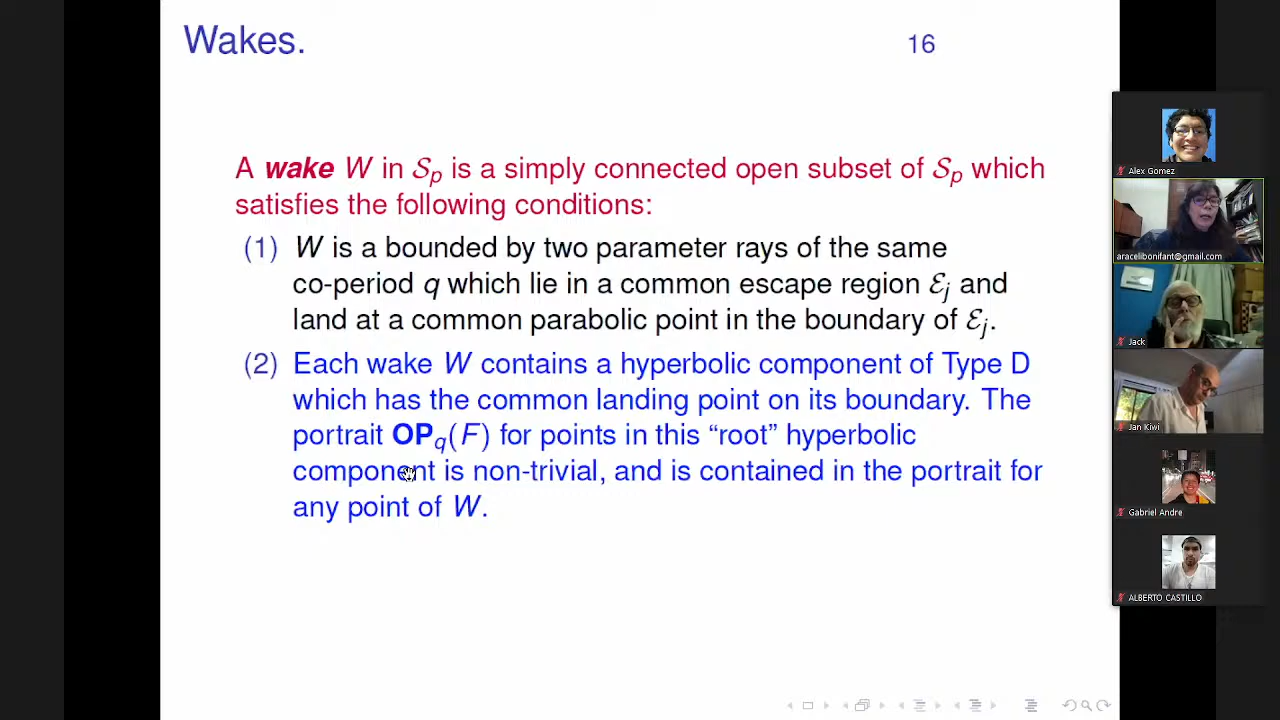 Wakes.
16
A wake W in 𝒮p is a simply connected open subset of 𝒮p which
satisfies the following conditions:
(1) W is a bounded by two parameter rays of the same
co-period q which lie in a common escape region ℰj and
land at a common parabolic point in the boundary of ℰj.
(2) Each wake W contains a hyperbolic component of Type D
which has the common landing point on its boundary. The
portrait OPq(F) for points in this “root” hyperbolic
component is non-trivial, and is contained in the portrait for
any point of W.
Alex Gomez
aracelibonifant@gmail.com
Jack
Jan Kiwi
Gabriel Andre
ALBERTO CASTILLO